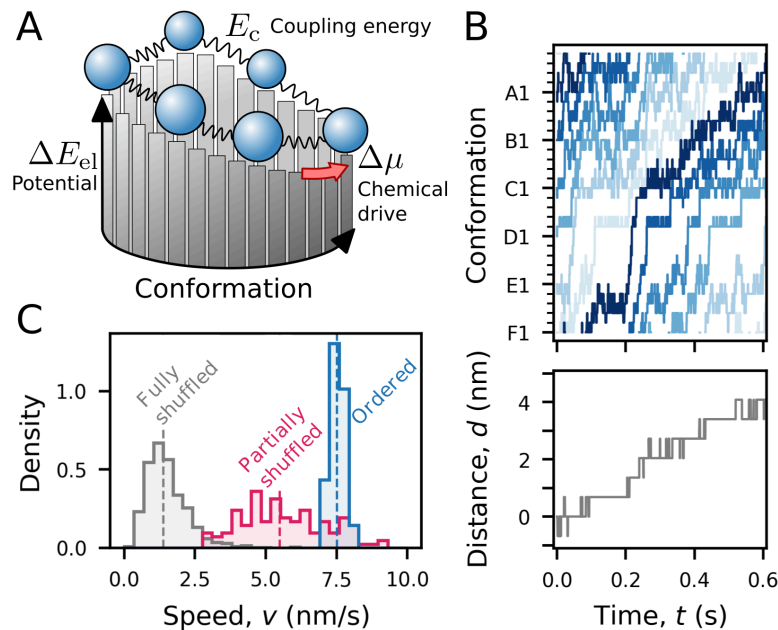 A
E_c Coupling energy
ΔE_el
Potential
Δμ
Chemical
drive
Conformation
B
Conformation
A1
B1
C1
D1
E1
F1
Distance, d (nm)
4
2
0
0.0 0.2 0.4 0.6
Time, t (s)
C
Density
1.0
0.5
0.0
Fully
shuffled
Partially
shuffled
Ordered
0.0 2.5 5.0 7.5 10.0
Speed, v (nm/s)